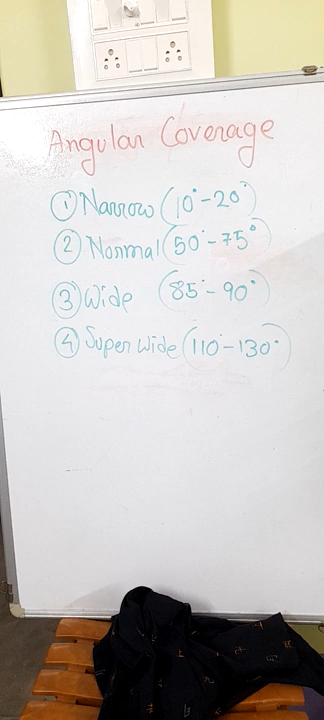 Angular Coverage
① Narrow (10°-20°)
② Normal (50°-75°)
③ Wide (85°-90°)
④ Super Wide (110°-130°)